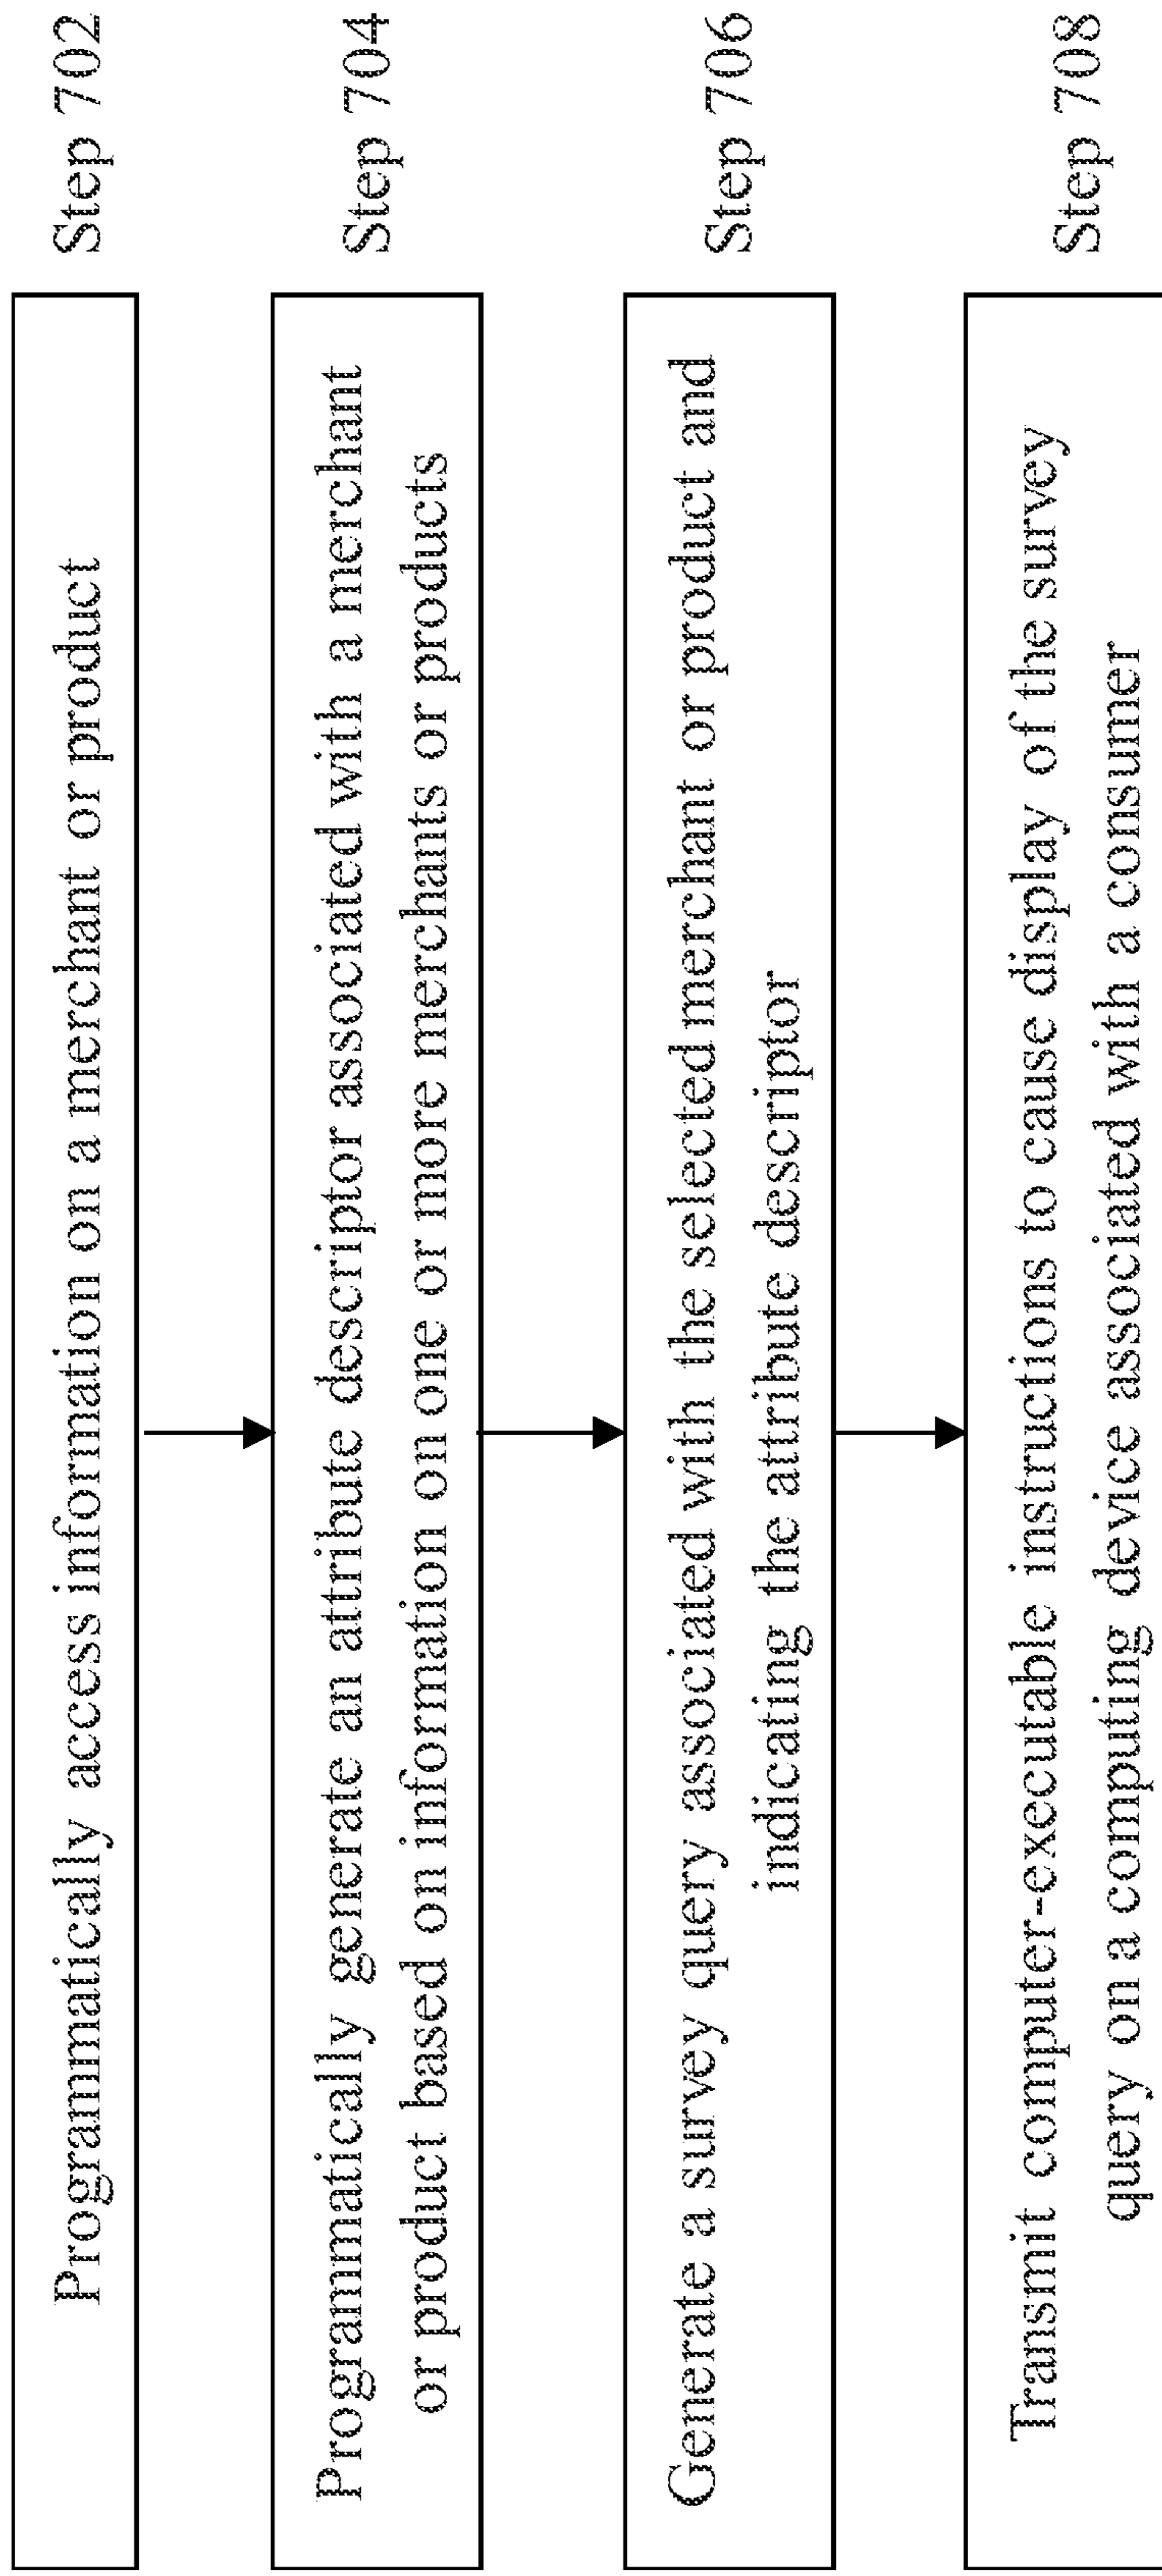 Programmatically access information on a merchant or product
Step 702
Programmatically generate an attribute descriptor associated with a merchant
or product based on information on one or more merchants or products
Step 704
Generate a survey query associated with the selected merchant or product and
indicating the attribute descriptor
Step 706
Transmit computer-executable instructions to cause display of the survey
query on a computing device associated with a consumer
Step 708